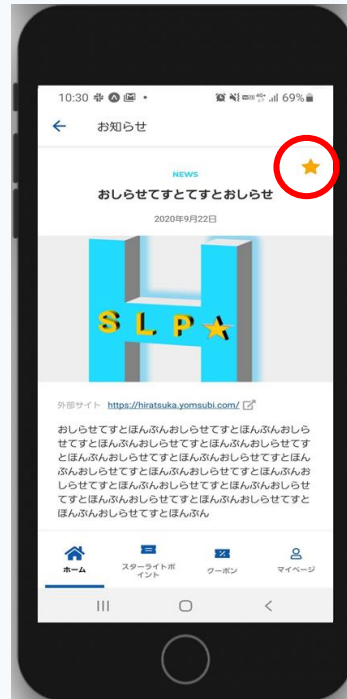 10:30 69%
お知らせ
NEWS
おしらせてすとてすとおしらせ
2020年9月22日
SLP
外部サイト https://hiratsuka.yomsubi.com/
おしらせてすとほんぶんおしらせてすとほんぶんおしら
せてすとほんぶんおしらせてすとほんぶんおしらせてす
とほんぶんおしらせてすとほんぶんおしらせてすとほん
ぶんおしらせてすとほんぶんおしらせてすとほんぶんお
しらせてすとほんぶんおしらせてすとほんぶんおしらせ
てすとほんぶんおしらせてすとほんぶんおしらせてすと
ほんぶんおしらせてすとほんぶん
ホーム スターライトポ クーポン マイページ
イント